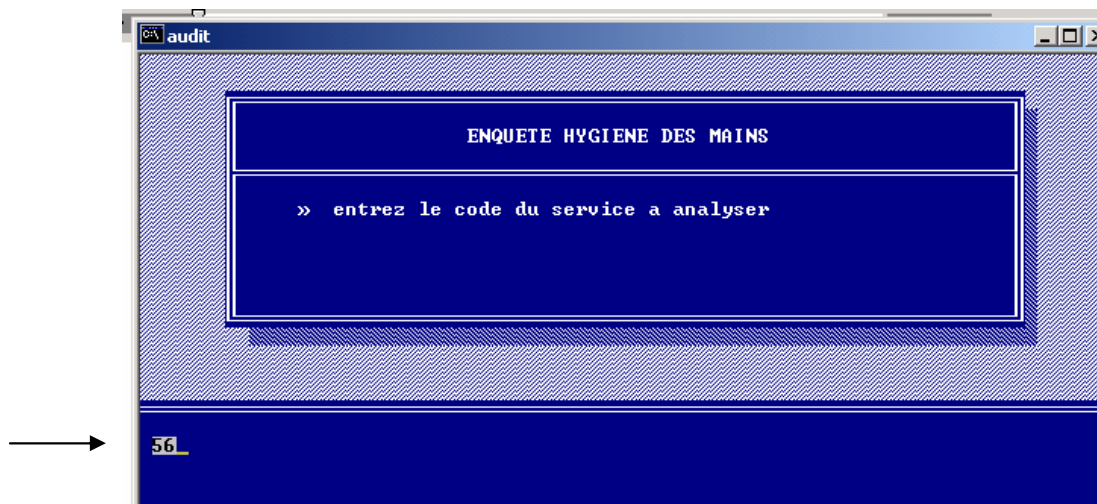 audit
ENQUETE HYGIENE DES MAINS
» entrez le code du service a analyser
56_